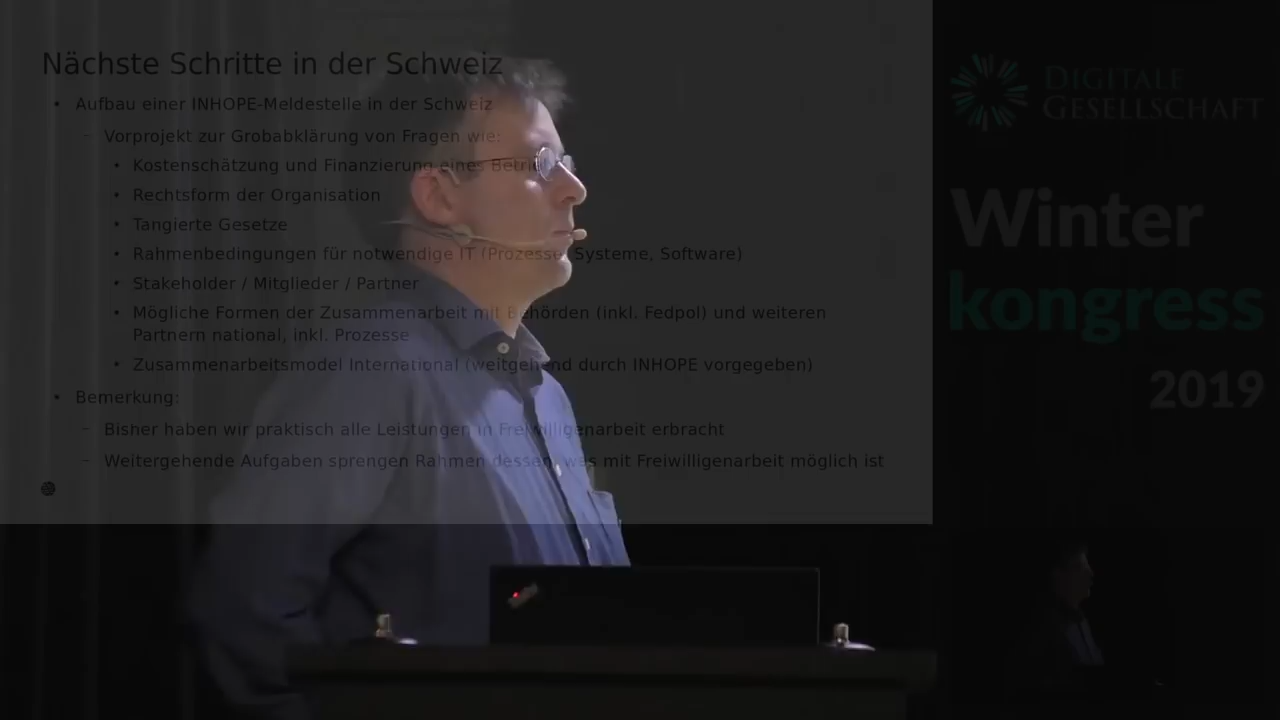 Nächste Schritte in der Schweiz
• Aufbau einer INHOPE-Meldestelle in der Schweiz
– Vorprojekt zur Grobabklärung von Fragen wie:
• Kostenschätzung und Finanzierung eines
• Rechtsform der Organisation
• Tangierte Gesetze
• Rahmenbedingungen für notwendige IT (Prozesse, Systeme, Software)
• Stakeholder / Mitglieder / Partner
• Mögliche Formen der Zusammenarbeit mit Behörden (inkl. Fedpol) und weiteren
Partnern national, inkl. Prozesse
• Zusammenarbeitsmodel International (weitgehend durch INHOPE vorgegeben)
• Bemerkung:
– Bisher haben wir praktisch alle Leistungen in Freiwilligenarbeit erbracht
– Weitergehende Aufgaben sprengen Rahmen dessen, was mit Freiwilligenarbeit möglich ist
DIGITALE
GESELLSCHAFT
Winter
kongress
2019